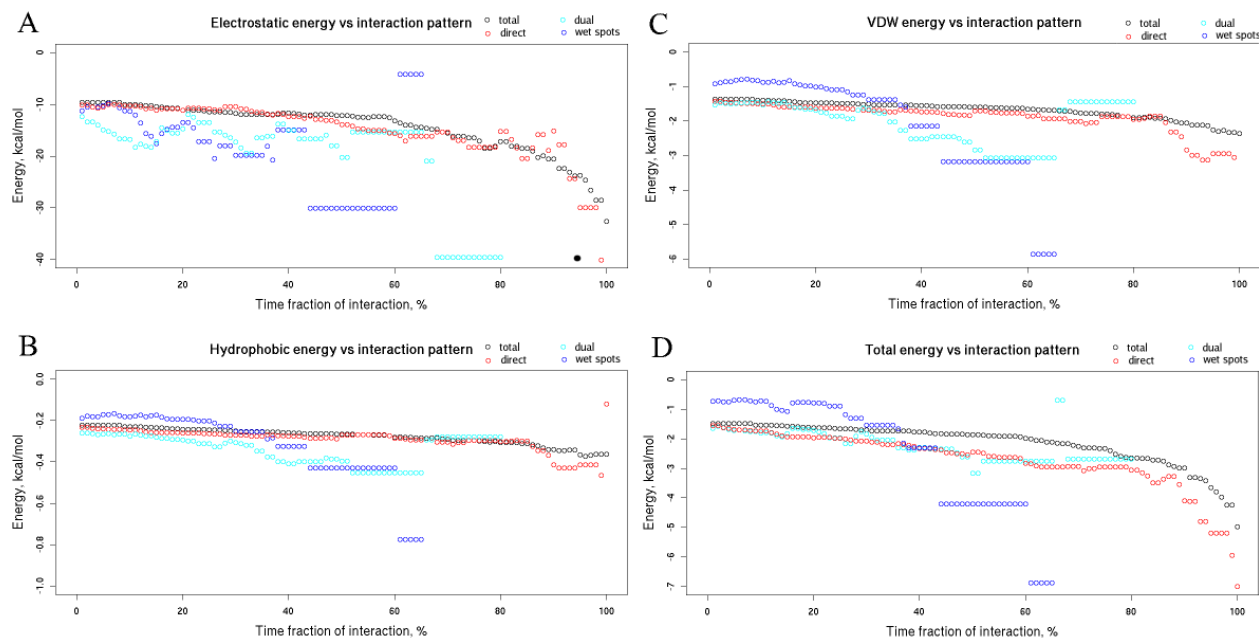 A
Electrostatic energy vs interaction pattern
total
direct
dual
wet spots
Energy, kcal/mol
0
-10
-20
-30
-40
0
20
40
60
80
100
Time fraction of interaction, %
C
VDW energy vs interaction pattern
total
direct
dual
wet spots
Energy, kcal/mol
0
-1
-2
-3
-4
-5
-6
0
20
40
60
80
100
Time fraction of interaction, %
B
Hydrophobic energy vs interaction pattern
total
direct
dual
wet spots
Energy, kcal/mol
0.0
-0.2
-0.4
-0.6
-0.8
-1.0
0
20
40
60
80
100
Time fraction of interaction, %
D
Total energy vs interaction pattern
total
direct
dual
wet spots
Energy, kcal/mol
0
-1
-2
-3
-4
-5
-6
-7
0
20
40
60
80
100
Time fraction of interaction, %